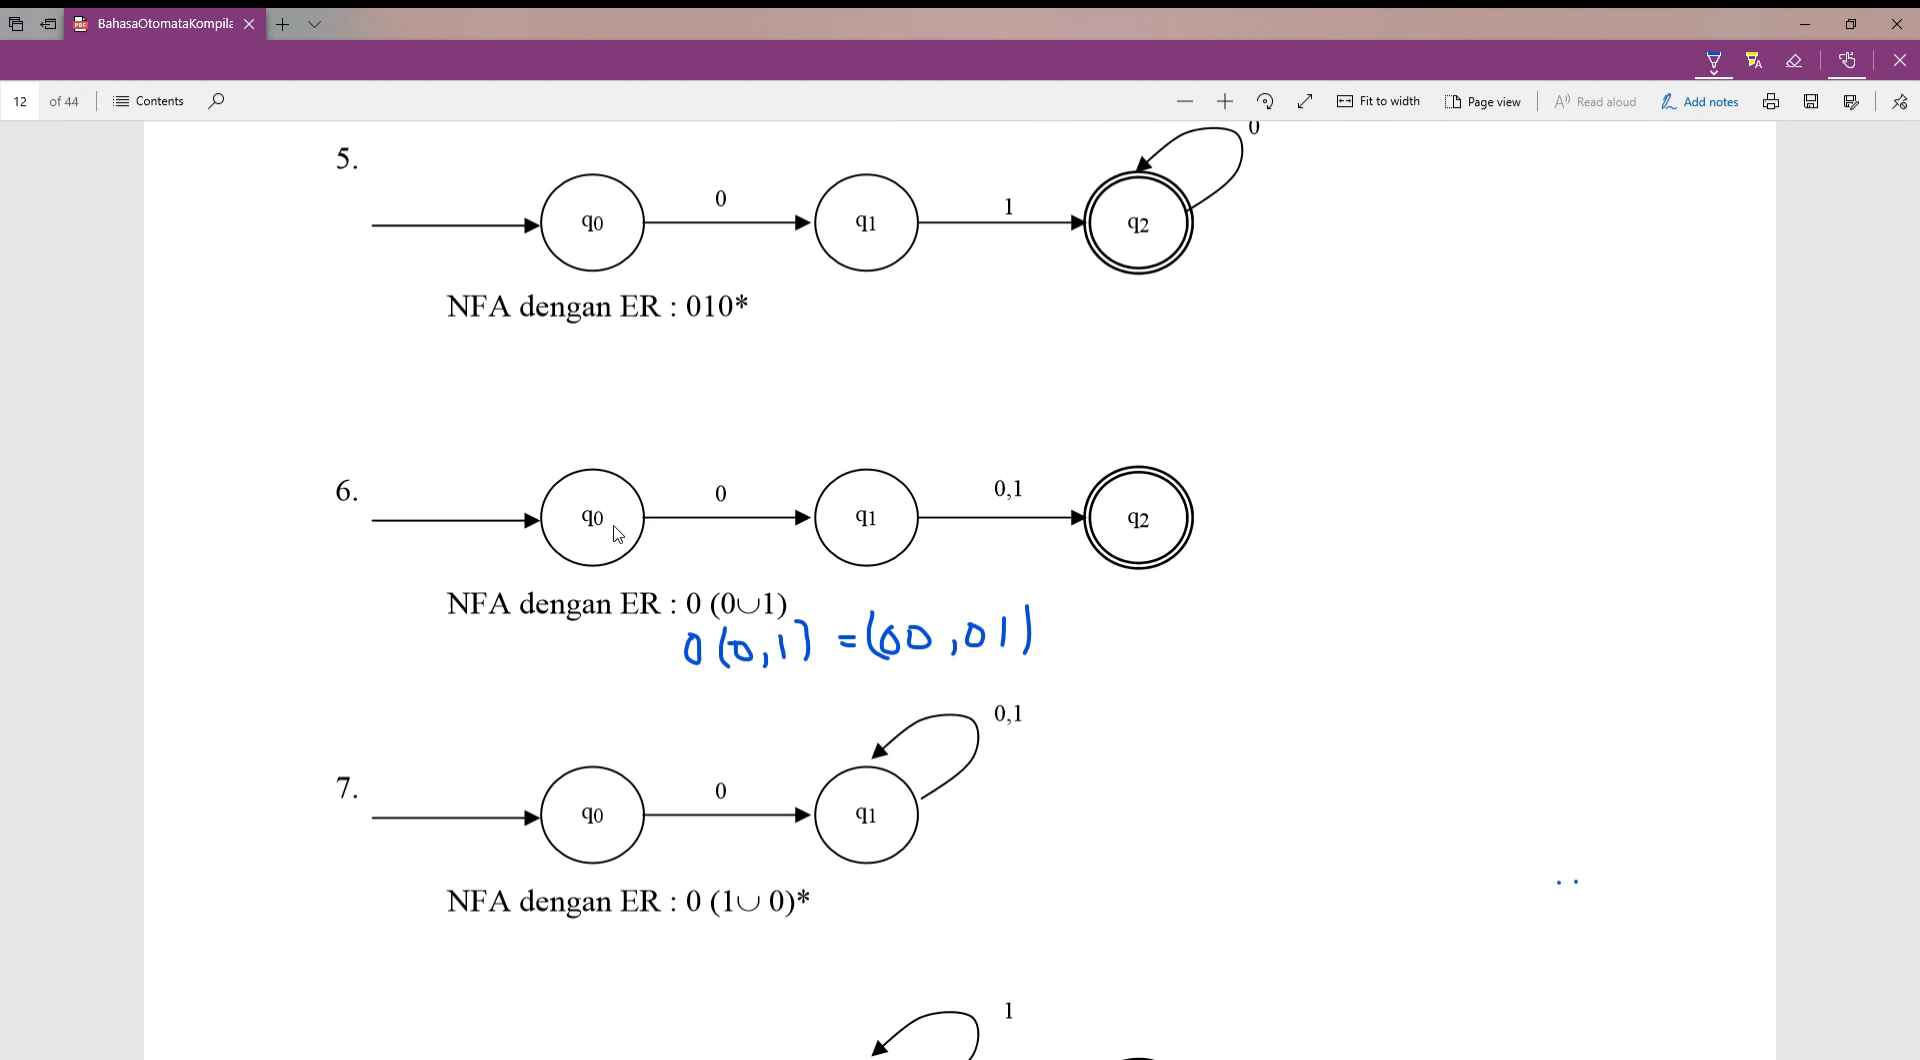 BahasaOtomataKompila
12 of 44 Contents Fit to width Page view Read aloud Add notes
0
5.
0 1
q0 q1 q2
NFA dengan ER : 010*
6.
0 0,1
q0 q1 q2
NFA dengan ER : 0 (0∪1)
0 (0,1) = (00,01)
0,1
7.
0
q0 q1
NFA dengan ER : 0 (1∪ 0)*
1